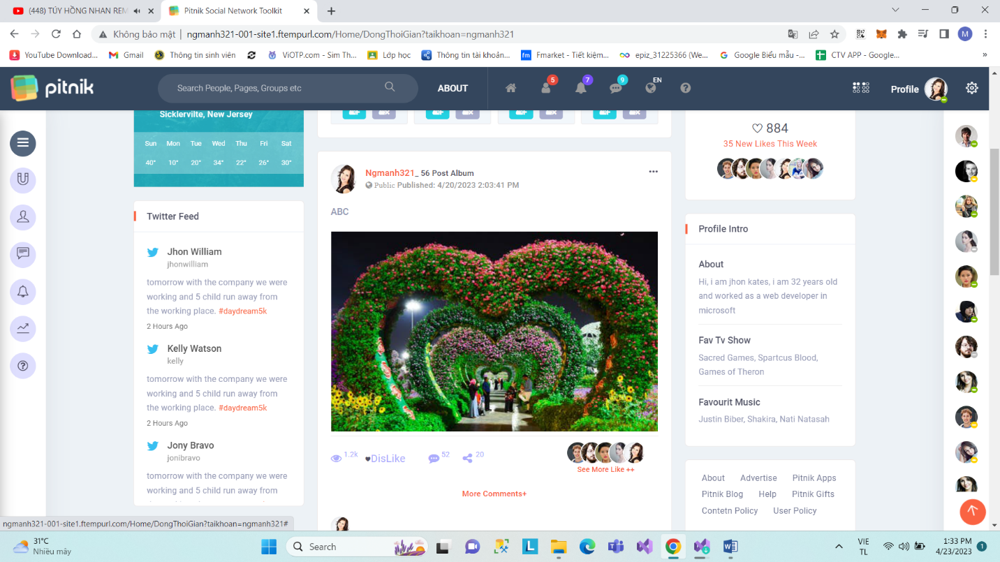 (448) TÚY HỒNG NHAN REM
Pitnik Social Network Toolkit
Không bảo mật | ngmanh321-001-site1.ftempurl.com/Home/DongThoiGian?taikhoan=ngmanh321
M
YouTube Download...
Gmail
Thông tin sinh viên
ViOTP.com - Sim Th...
Lớp học
Thông tin tài khoản...
fm
Fmarket - Tiết kiệm...
epiz_31225366 (We...
Google Biểu mẫu -...
CTV APP - Google...
»
pitnik
Search People, Pages, Groups etc
ABOUT
5
7
9
EN
Profile
Sicklervilte, New Jersey
Sun Mon Tue Wed Thu Fri Sat
40° 10° 20° 34° 22° 26° 30°
Twitter Feed
Jhon William
jhonwilliam
tomorrow with the company we were
working and 5 child run away from
the working place. #daydream5k
2 Hours Ago
Kelly Watson
kelly
tomorrow with the company we were
working and 5 child run away from
the working place. #daydream5k
2 Hours Ago
Jony Bravo
jonibravo
tomorrow with the company we were
working and 5 child run away from
Ngmanh321_ 56 Post Album
Public Published: 4/20/2023 2:03:41 PM
ABC
1.2k
DisLike
52
20
See More Like ++
More Comments+
884
35 New Likes This Week
Profile Intro
About
Hi, i am jhon kates, i am 32 years old
and worked as a web developer in
microsoft
Fav Tv Show
Sacred Games, Spartcus Blood,
Games of Theron
Favourit Music
Justin Biber, Shakira, Nati Natasah
About Advertise Pitnik Apps
Pitnik Blog Help Pitnik Gifts
Contetn Policy User Policy
ngmanh321-001-site1.ftempurl.com/Home/DongThoiGian?taikhoan=ngmanh321#
31°C
Nhiều mây
Search
L
VIE
TL
1:33 PM
4/23/2023
1